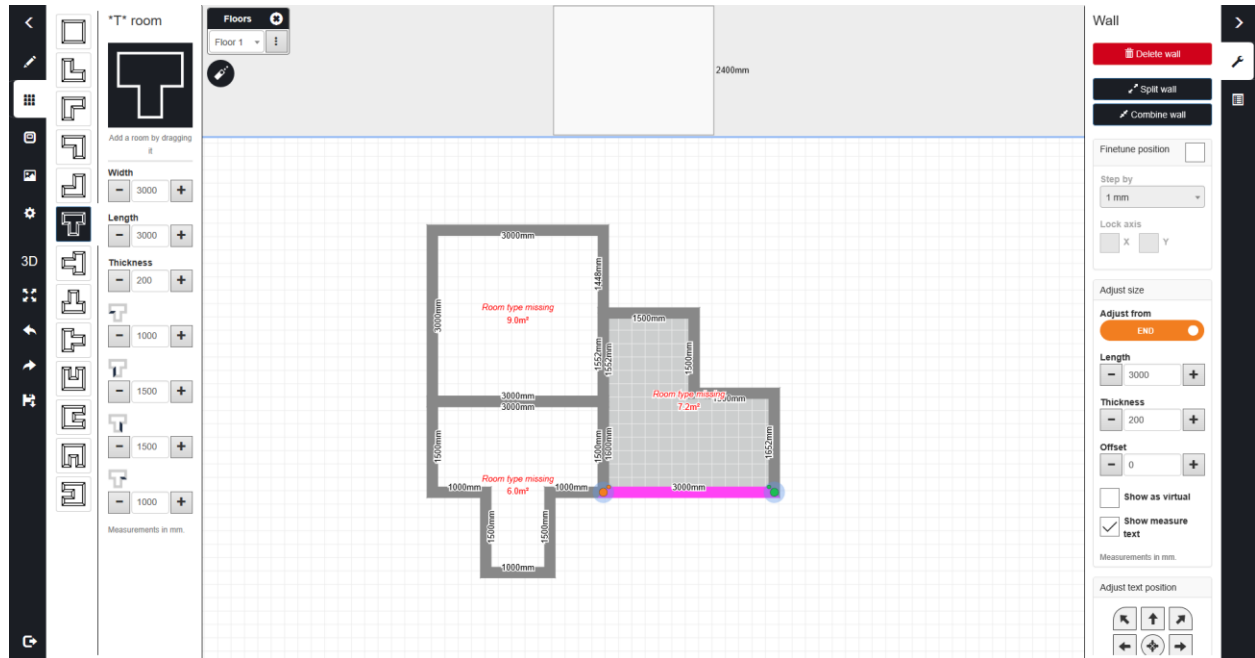 "T" room
Add a room by dragging
it
Width
3000
Length
3000
Thickness
200
1000
1500
1500
1000
Measurements in mm.
3D
Floors
Floor 1
2400mm
3000mm
1448mm
3000mm
Room type missing
9.0m²
1552mm
1552mm
3000mm
3000mm
1500mm
1500mm
1600mm
Room type missing
6.0m²
1000mm
1000mm
1500mm
1500mm
1000mm
1500mm
1500mm
Room type missing
7.2m²
1652mm
3000mm
Wall
Delete wall
Split wall
Combine wall
Finetune position
Step by
1 mm
Lock axis
X Y
Adjust size
Adjust from
END
Length
3000
Thickness
200
Offset
0
Show as virtual
Show measure
text
Measurements in mm.
Adjust text position